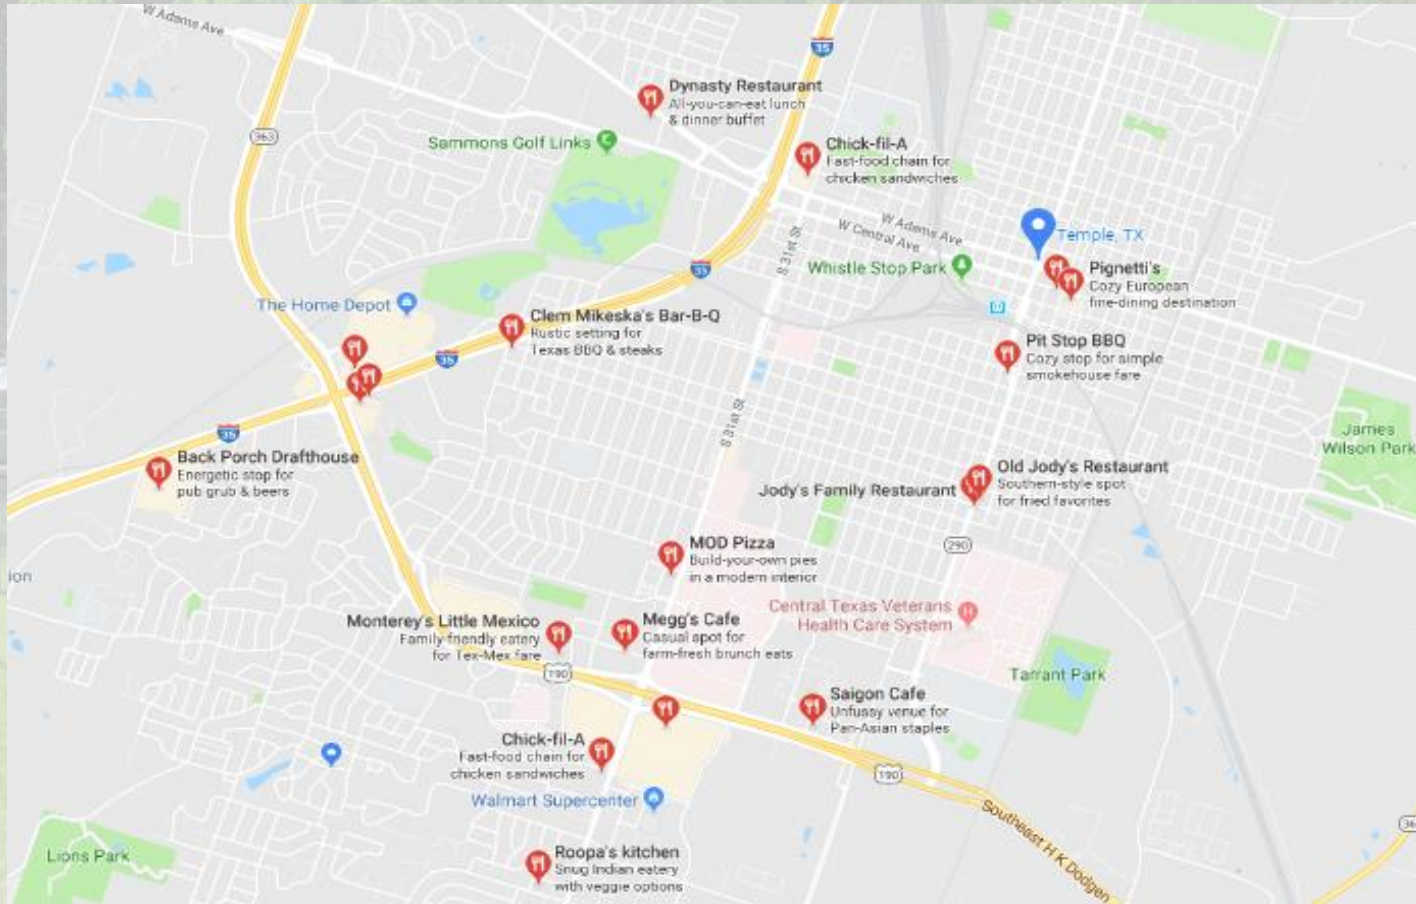 W Adams Ave
35
Dynasty Restaurant
All-you-can-eat lunch
& dinner buffet
363
Sammons Golf Links
Chick-fil-A
Fast-food chain for
chicken sandwiches
W Adams Ave
W Central Ave
Temple, TX
S 31st St
Whistle Stop Park
35
Pignetti's
Cozy European
fine-dining destination
The Home Depot
Clem Mikeska's Bar-B-Q
Rustic setting for
Texas BBQ & steaks
Pit Stop BBQ
Cozy stop for simple
smokehouse fare
35
S 31st St
35
James
Wilson Park
Back Porch Drafthouse
Energetic stop for
pub grub & beers
Old Jody's Restaurant
Southern-style spot
for fried favorites
Jody's Family Restaurant
MOD Pizza
Build-your-own pies
in a modern interior
290
ion
Central Texas Veterans
Health Care System
H
Monterey's Little Mexico
Family-friendly eatery
for Tex-Mex fare
Megg's Cafe
Casual spot for
farm-fresh brunch eats
190
Tarrant Park
Saigon Cafe
Unfussy venue for
Pan-Asian staples
Chick-fil-A
Fast-food chain for
chicken sandwiches
190
Walmart Supercenter
Southeast H K Dodgen
36
Lions Park
Roopa's kitchen
Snug Indian eatery
with veggie options